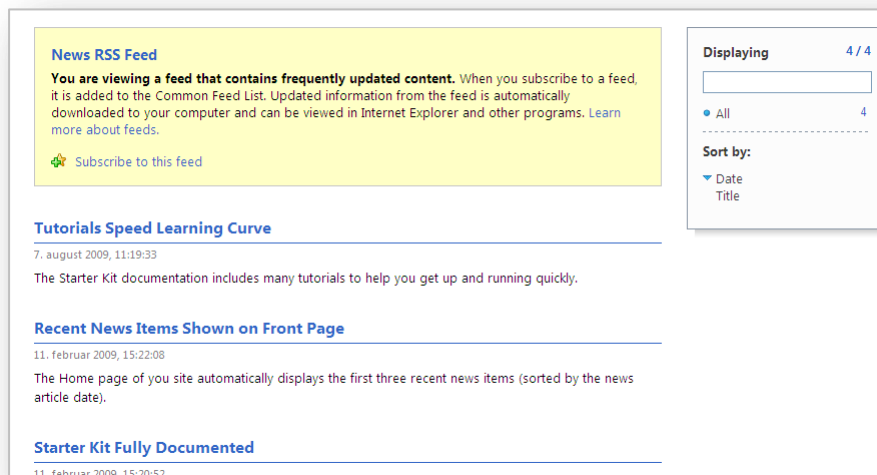 News RSS Feed
You are viewing a feed that contains frequently updated content. When you subscribe to a feed,
it is added to the Common Feed List. Updated information from the feed is automatically
downloaded to your computer and can be viewed in Internet Explorer and other programs. Learn
more about feeds.
Subscribe to this feed
Tutorials Speed Learning Curve
7. august 2009, 11:19:33
The Starter Kit documentation includes many tutorials to help you get up and running quickly.
Recent News Items Shown on Front Page
11. februar 2009, 15:22:08
The Home page of you site automatically displays the first three recent news items (sorted by the news
article date).
Starter Kit Fully Documented
11. februar 2009, 15:20:52
Displaying 4 / 4
All 4
Sort by:
Date
Title